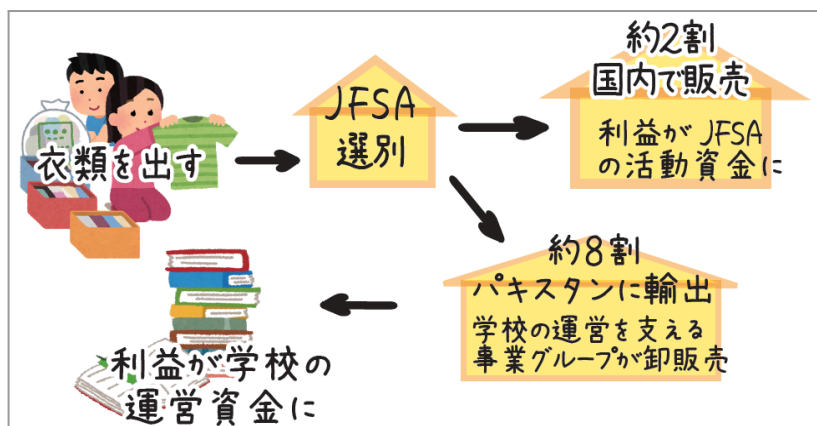 衣類を出す
JFSA
選別
約2割
国内で販売
利益がJFSA
の活動資金に
約8割
パキスタンに輸出
学校の運営を支える
事業グループが卸販売
利益が学校の
運営資金に